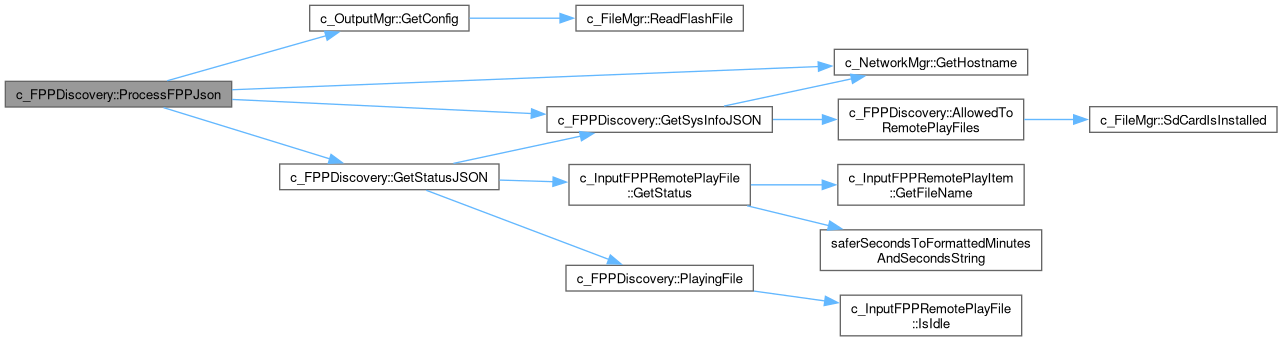 c_OutputMgr::GetConfig
c_FileMgr::ReadFlashFile
c_NetworkMgr::GetHostname
c_FPPDiscovery::ProcessFPPJson
c_FPPDiscovery::GetSysInfoJSON
c_FPPDiscovery::AllowedTo
RemotePlayFiles
c_FileMgr::SdCardIsInstalled
c_FPPDiscovery::GetStatusJSON
c_InputFPPRemotePlayFile
::GetStatus
c_InputFPPRemotePlayItem
::GetFileName
saferSecondsToFormattedMinutes
AndSecondsString
c_FPPDiscovery::PlayingFile
c_InputFPPRemotePlayFile
::IsIdle